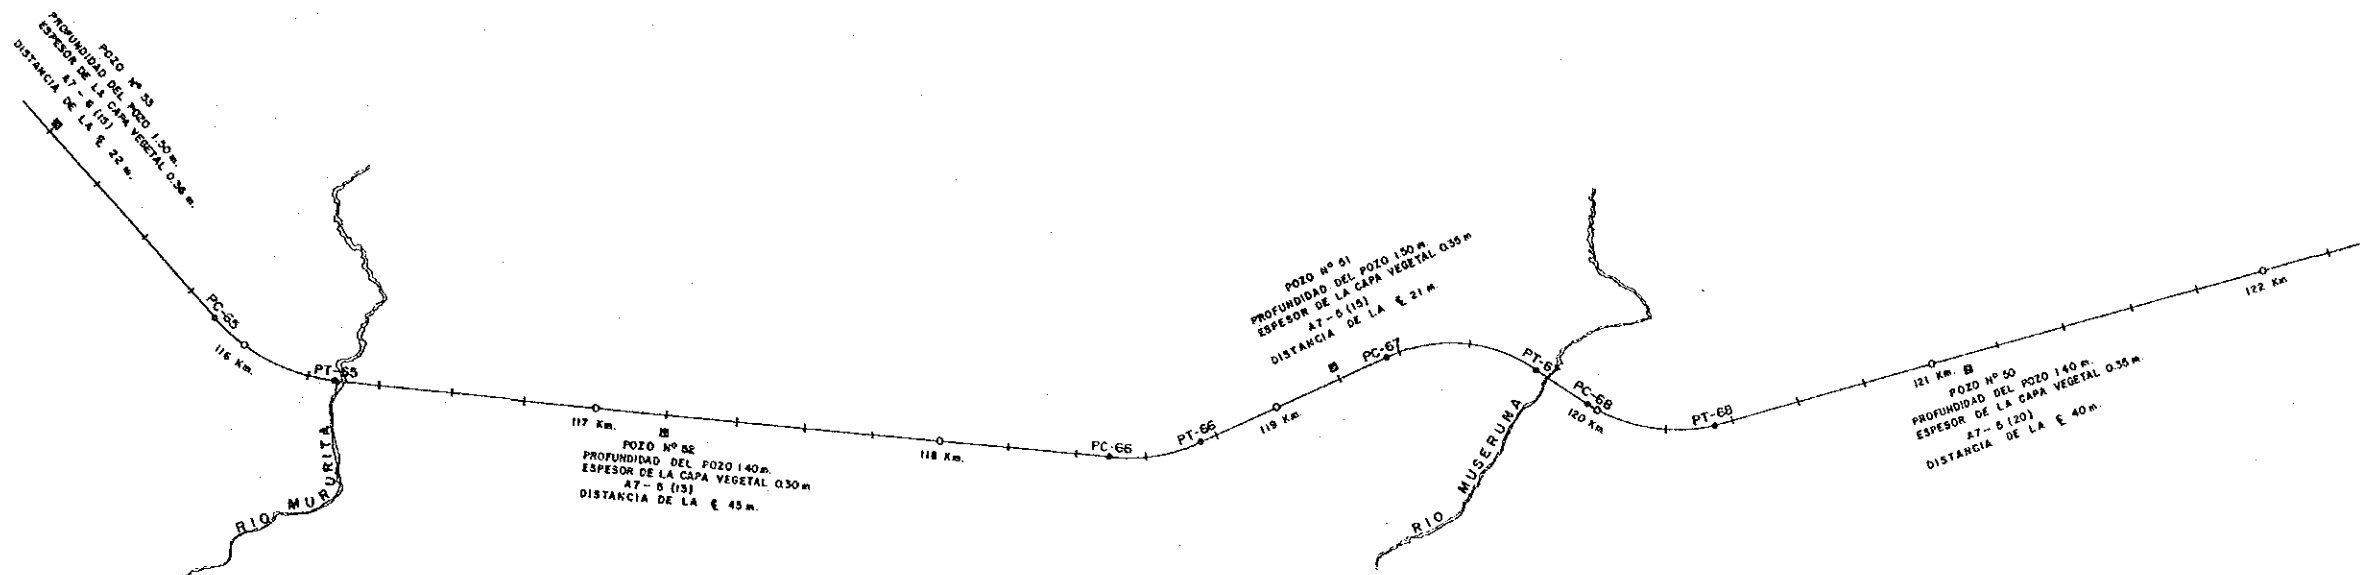 POZO Nº 53
PROFUNDIDAD DEL POZO 1.50 m.
ESPESOR DE LA CAPA VEGETAL 0.36 m.
A7-6 (15)
DISTANCIA DE LA ℄ 22 m.
PC-65
116 Km.
PT-65
RIO MURURITA
117 Km.
POZO Nº 52
PROFUNDIDAD DEL POZO 1.40 m.
ESPESOR DE LA CAPA VEGETAL 0.30 m
A7-6 (13)
DISTANCIA DE LA ℄ 45 m.
118 Km.
PC-66
PT-66
119 Km.
POZO Nº 51
PROFUNDIDAD DEL POZO 1.50 m.
ESPESOR DE LA CAPA VEGETAL 0.35 m
A7-6 (15)
DISTANCIA DE LA ℄ 21 m.
PC-67
PT-6
RIO MUSERUMA
PC-68
120 Km
PT-68
121 Km.
POZO Nº 50
PROFUNDIDAD DEL POZO 1.40 m.
ESPESOR DE LA CAPA VEGETAL 0.35 m.
A7-6 (20)
DISTANCIA DE LA ℄ 40 m.
122 Km